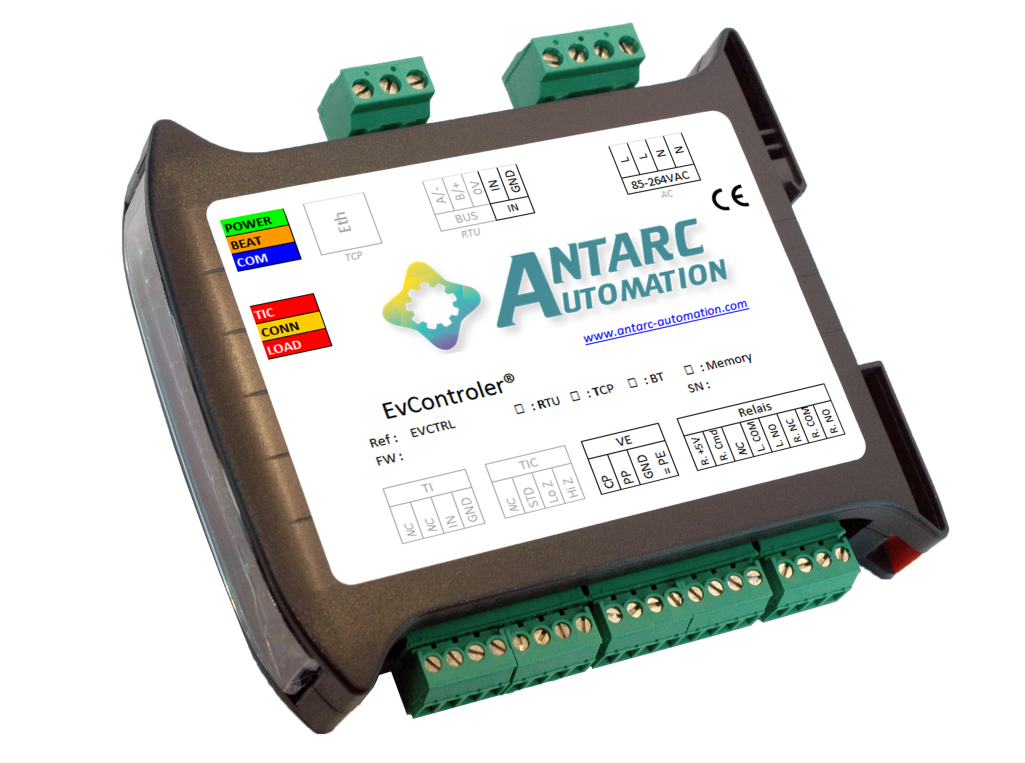 POWER
BEAT
COM
Eth
TCP
A/-
B/+
0V
IN
GND
BUS
IN
RTU
L
L
N
N
85-264VAC
AC
CE
TIC
CONN
LOAD
ANTARC
AUTOMATION
www.antarc-automation.com
EvControler®
☐ : RTU ☐ : TCP ☐ : BT ☐ : Memory
Ref : EVCTRL
SN :
FW :
TI
NC
NC
IN
GND
TIC
NC
STD
Lo Z
Hi Z
VE
CP
PP
GND
= PE
Relais
R. +5V
R. Cmd
NC
L. COM
L. NO
R. NC
R. COM
R. NO